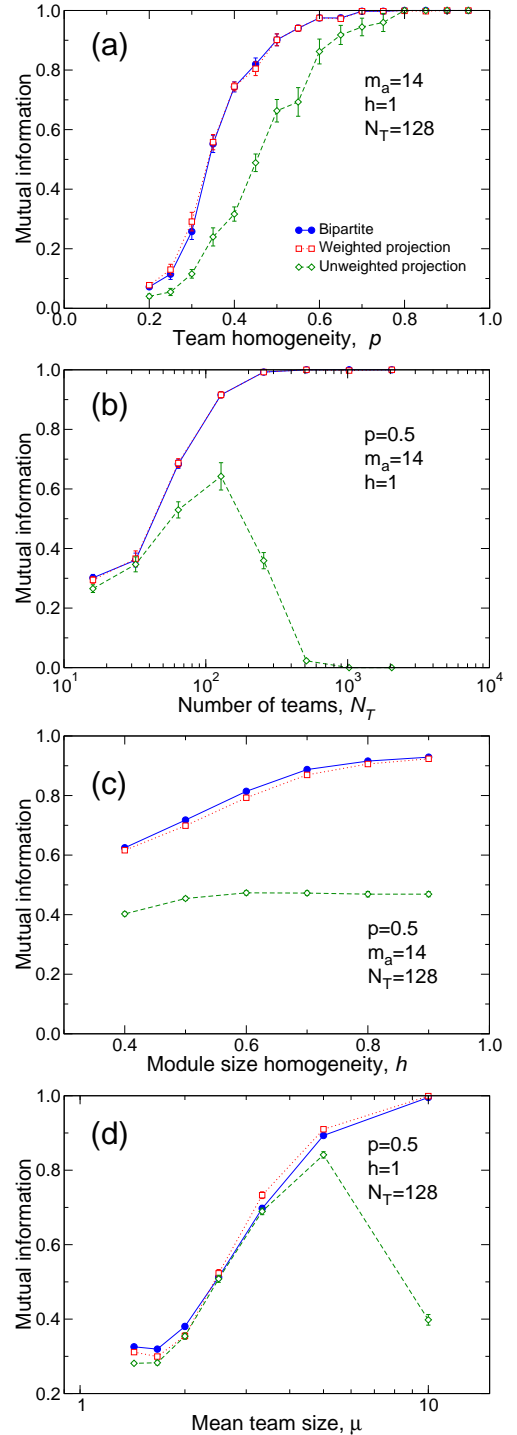 1.0
(a)
0.8
m_a=14
h=1
N_T=128
0.6
Mutual information
0.4
Bipartite
Weighted projection
Unweighted projection
0.2
0.0
0.0 0.2 0.4 0.6 0.8 1.0
Team homogeneity, p
1.0
(b)
0.8
p=0.5
m_a=14
h=1
0.6
Mutual information
0.4
0.2
0.0
10^1 10^2 10^3 10^4
Number of teams, N_T
1.0
(c)
0.8
0.6
Mutual information
0.4
p=0.5
m_a=14
N_T=128
0.2
0.0
0.4 0.6 0.8 1.0
Module size homogeneity, h
1.0
(d)
p=0.5
h=1
N_T=128
0.8
Mutual information
0.6
0.4
0.2
1 10
Mean team size, μ